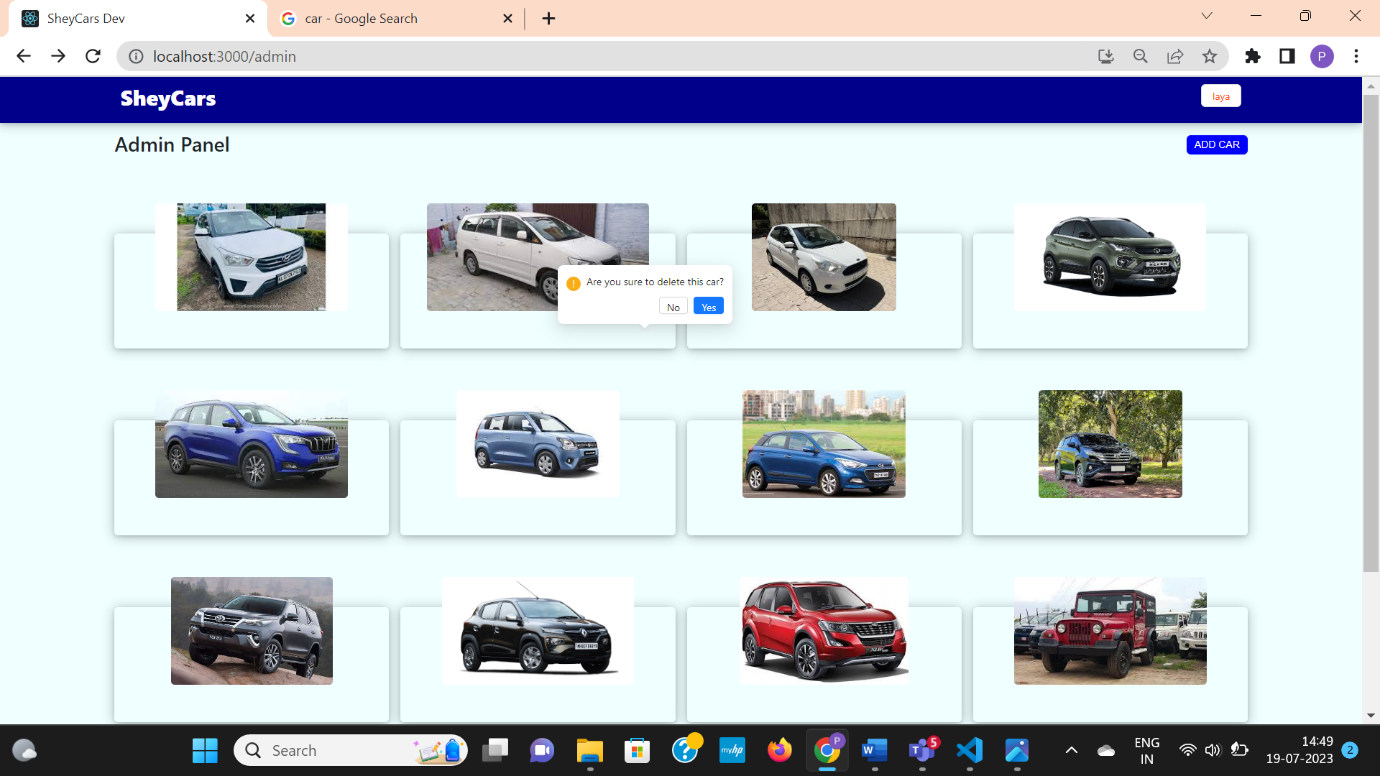 SheyCars Dev
car - Google Search
localhost:3000/admin
P
SheyCars
laya
Admin Panel
ADD CAR
Are you sure to delete this car?
No
Yes
Search
myhp
P
5
ENG
IN
14:49
19-07-2023
2